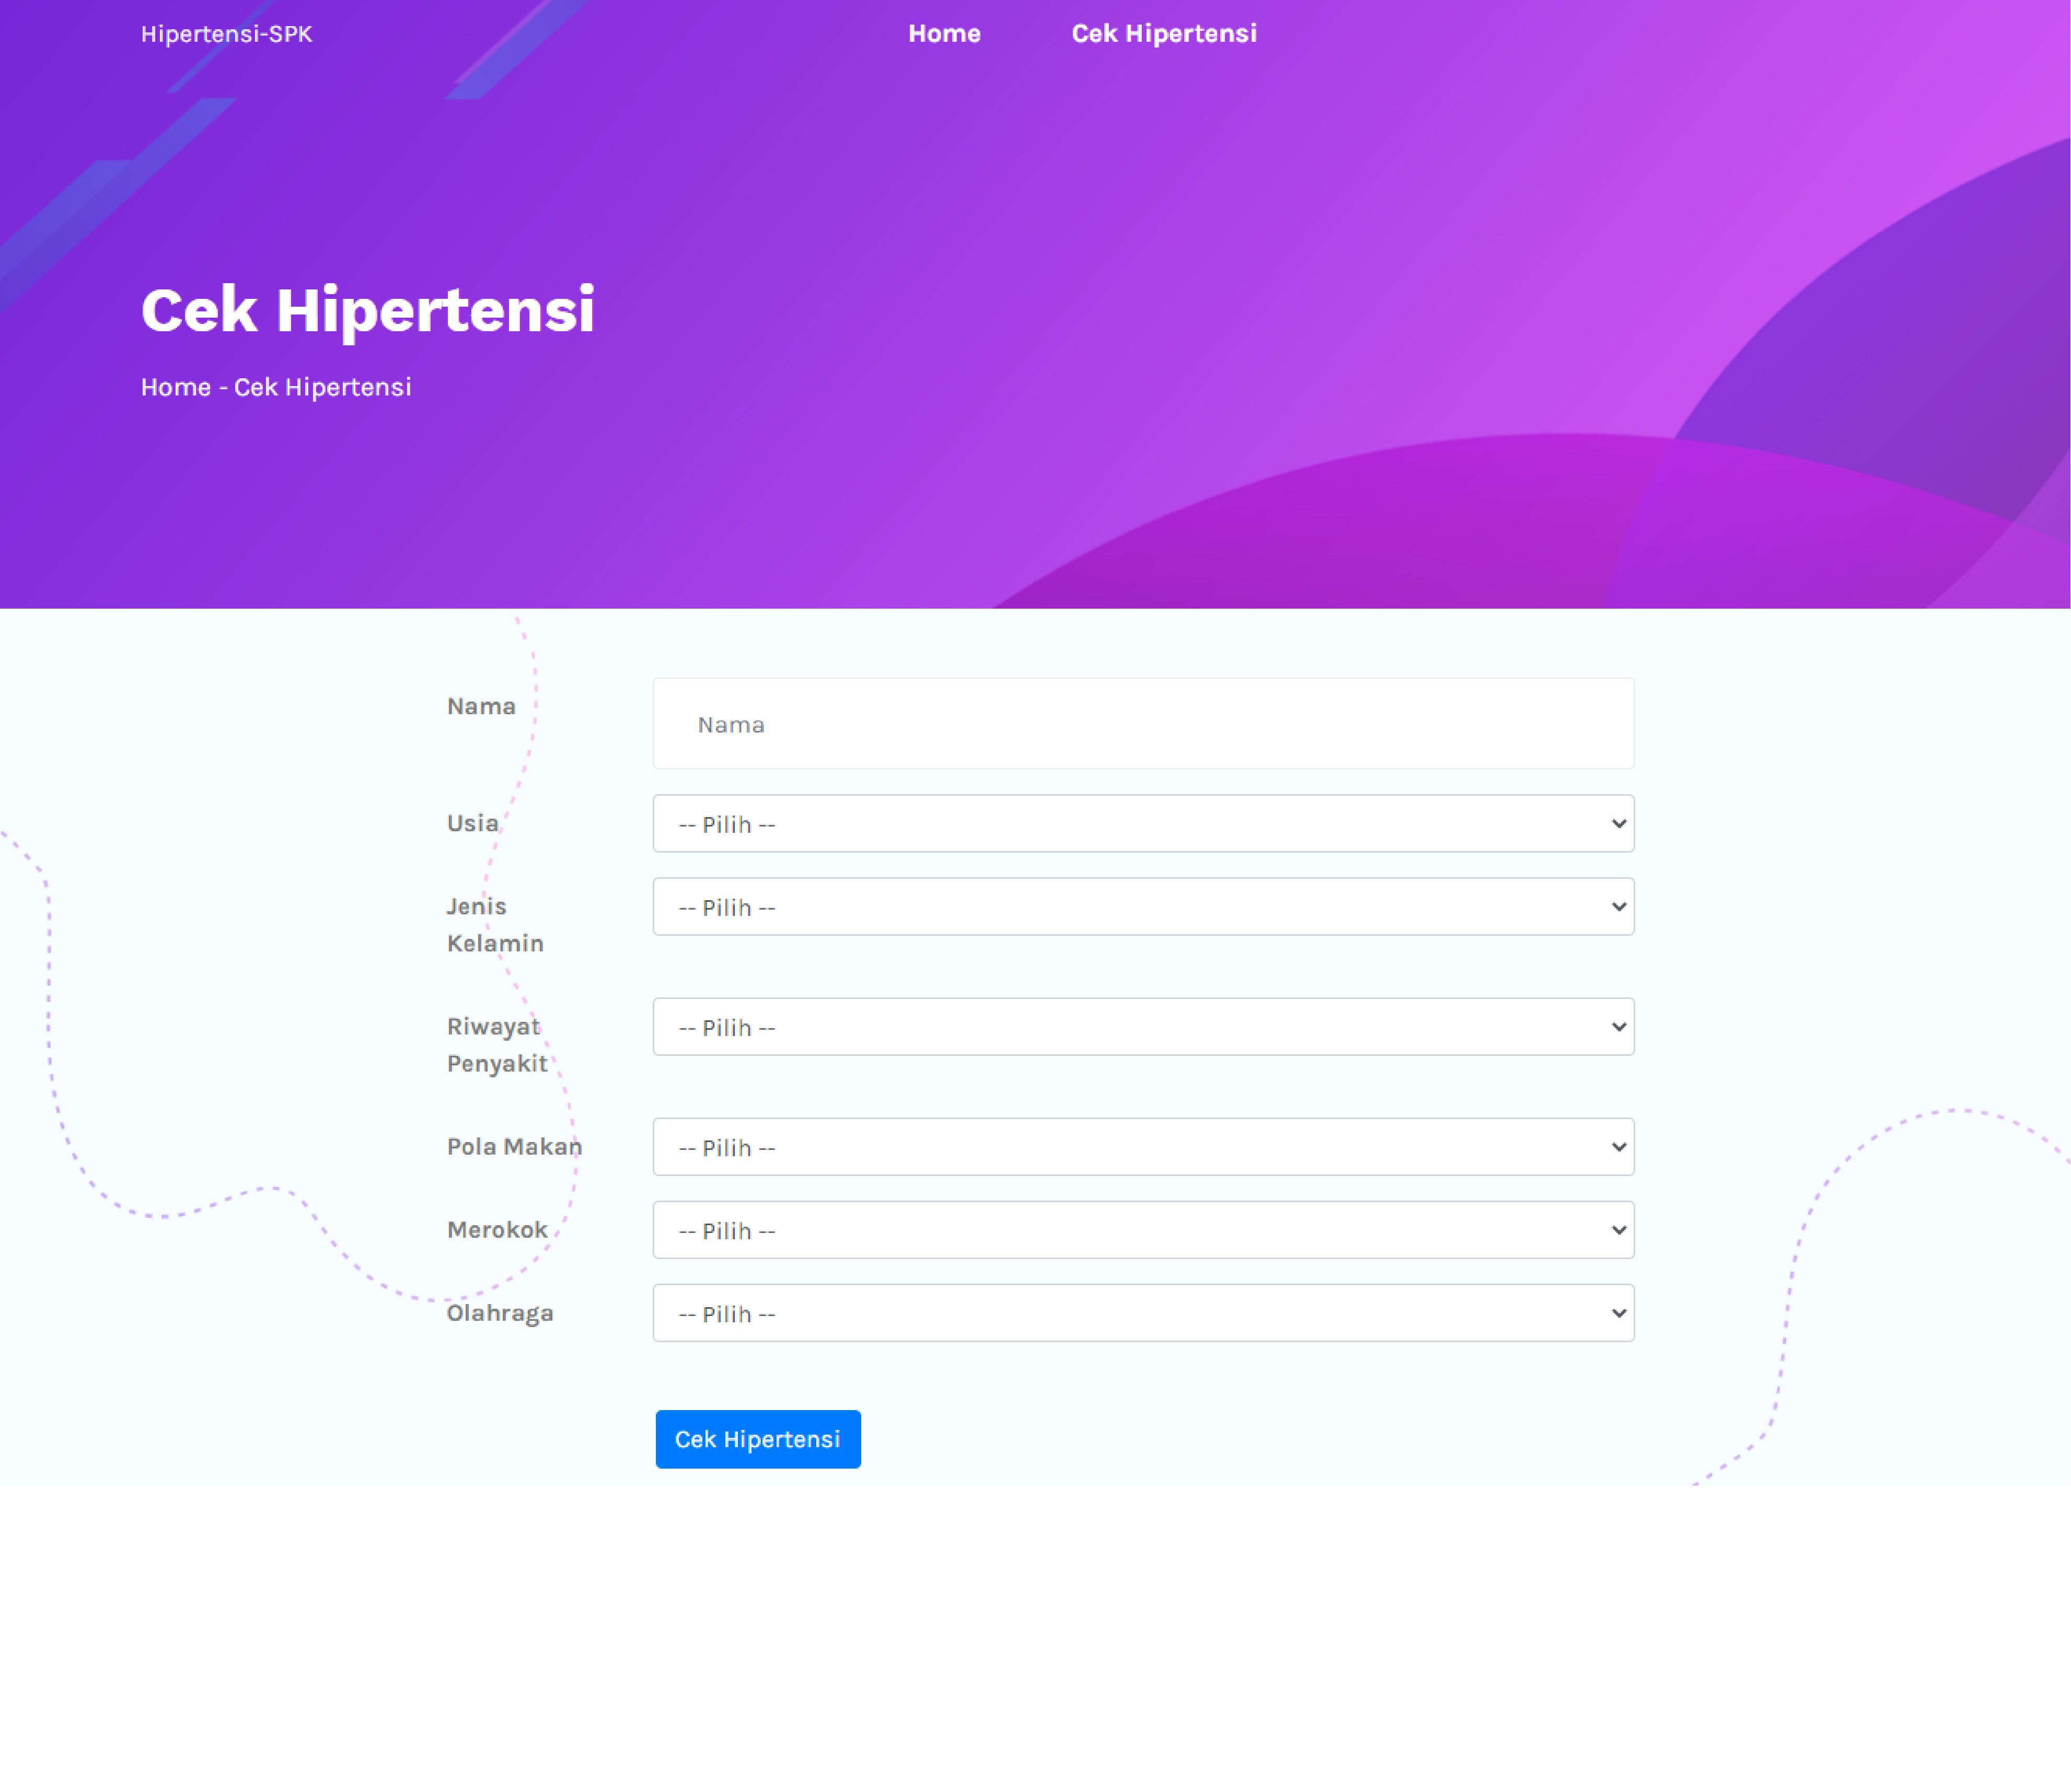 Hipertensi-SPK
Home
Cek Hipertensi
Cek Hipertensi
Home - Cek Hipertensi
Nama
Nama
Usia
-- Pilih --
Jenis
Kelamin
-- Pilih --
Riwayat
Penyakit
-- Pilih --
Pola Makan
-- Pilih --
Merokok
-- Pilih --
Olahraga
-- Pilih --
Cek Hipertensi